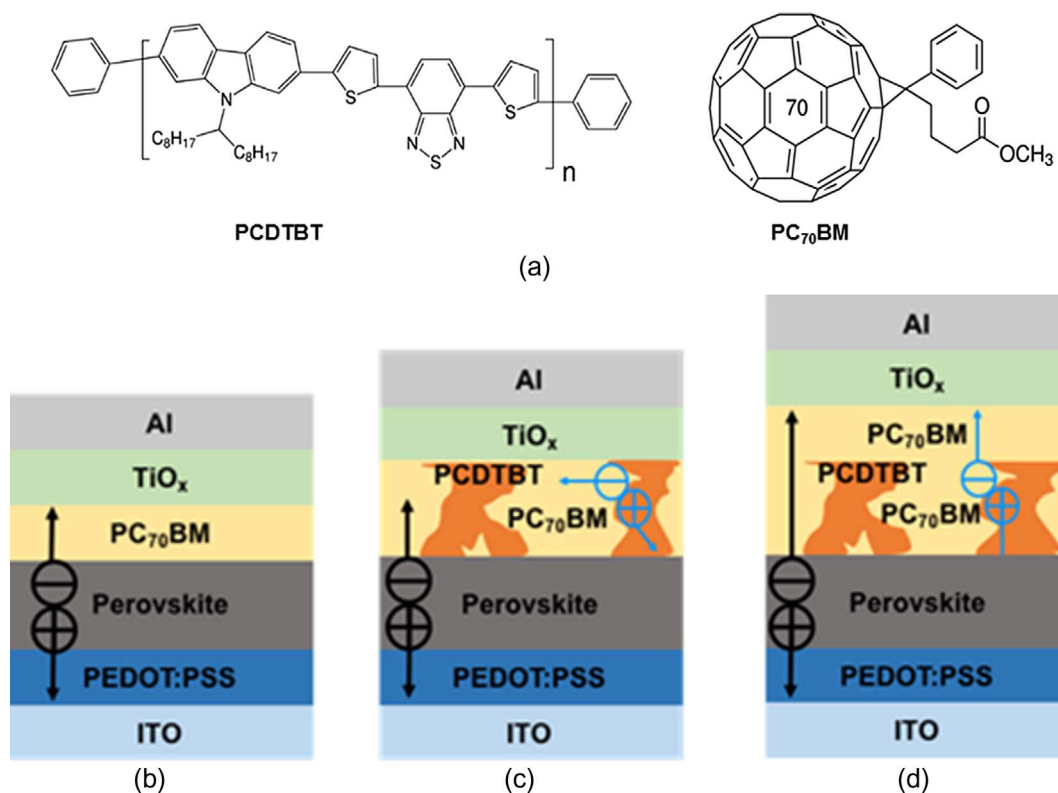 C8H17
C8H17
N
S
N
N
S
S
n
PCDTBT
70
O
OCH3
PC70BM
(a)
Al
TiOx
PC70BM
Perovskite
PEDOT:PSS
ITO
(b)
Al
TiOx
PCDTBT
PC70BM
Perovskite
PEDOT:PSS
ITO
(c)
Al
TiOx
PC70BM
PCDTBT
PC70BM
Perovskite
PEDOT:PSS
ITO
(d)